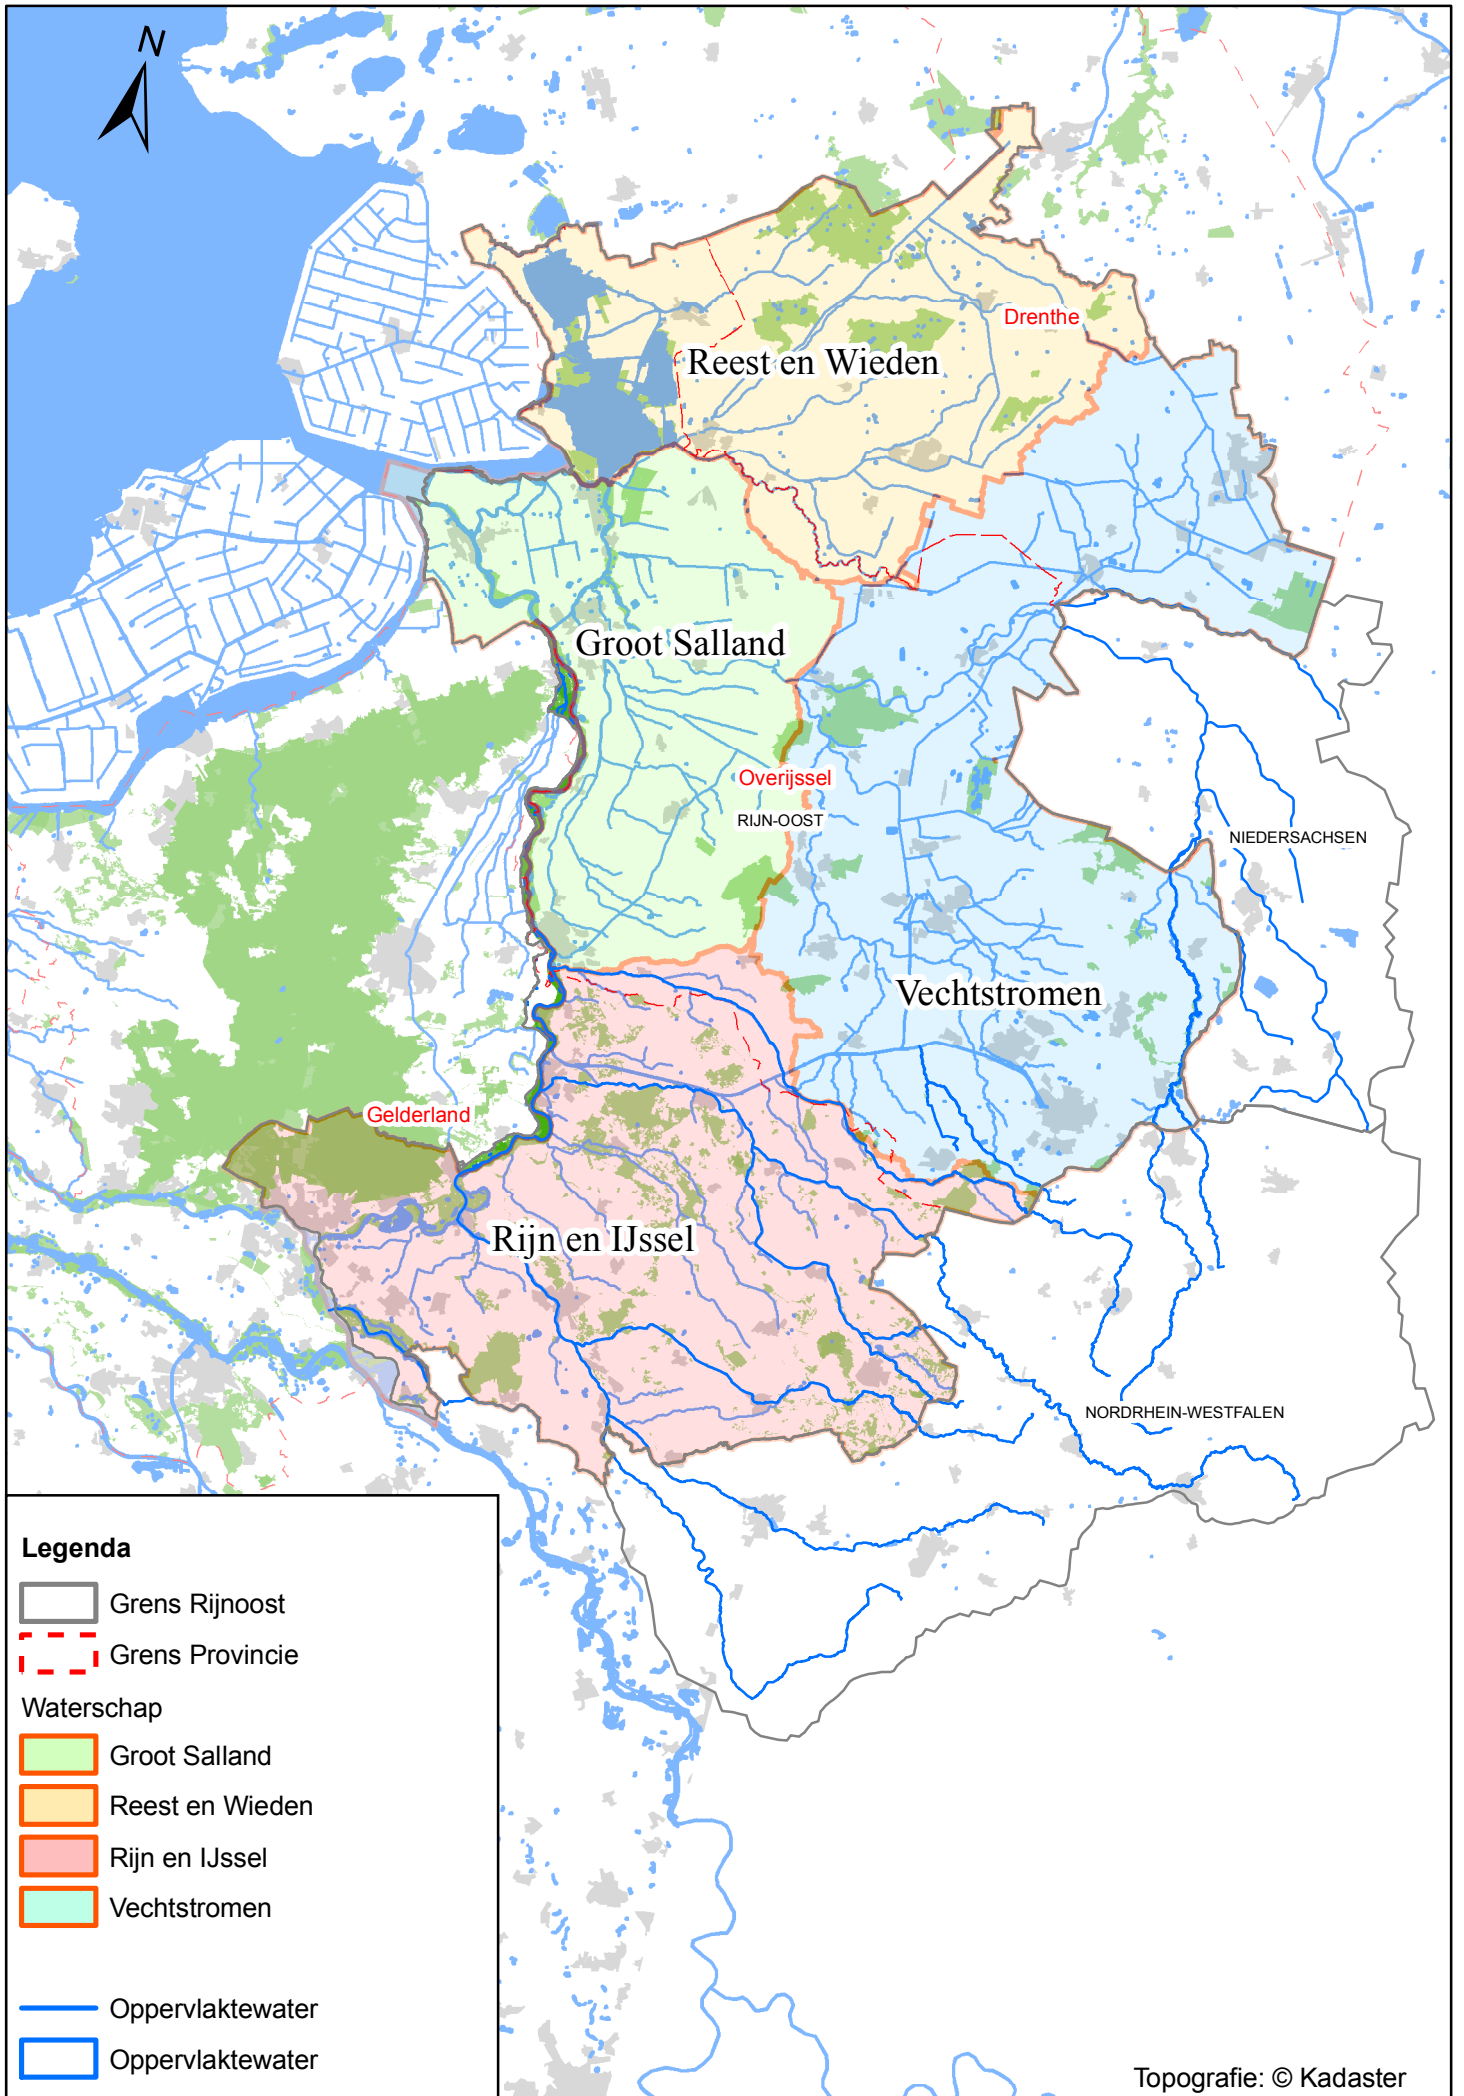 N
Drenthe
Reest en Wieden
Groot Salland
Overijssel
RIJN-OOST
NIEDERSACHSEN
Vechtstromen
Gelderland
Rijn en IJssel
NORDRHEIN-WESTFALEN
Legenda
Grens Rijnoost
Grens Provincie
Waterschap
Groot Salland
Reest en Wieden
Rijn en IJssel
Vechtstromen
Oppervlaktewater
Oppervlaktewater
Topografie: © Kadaster